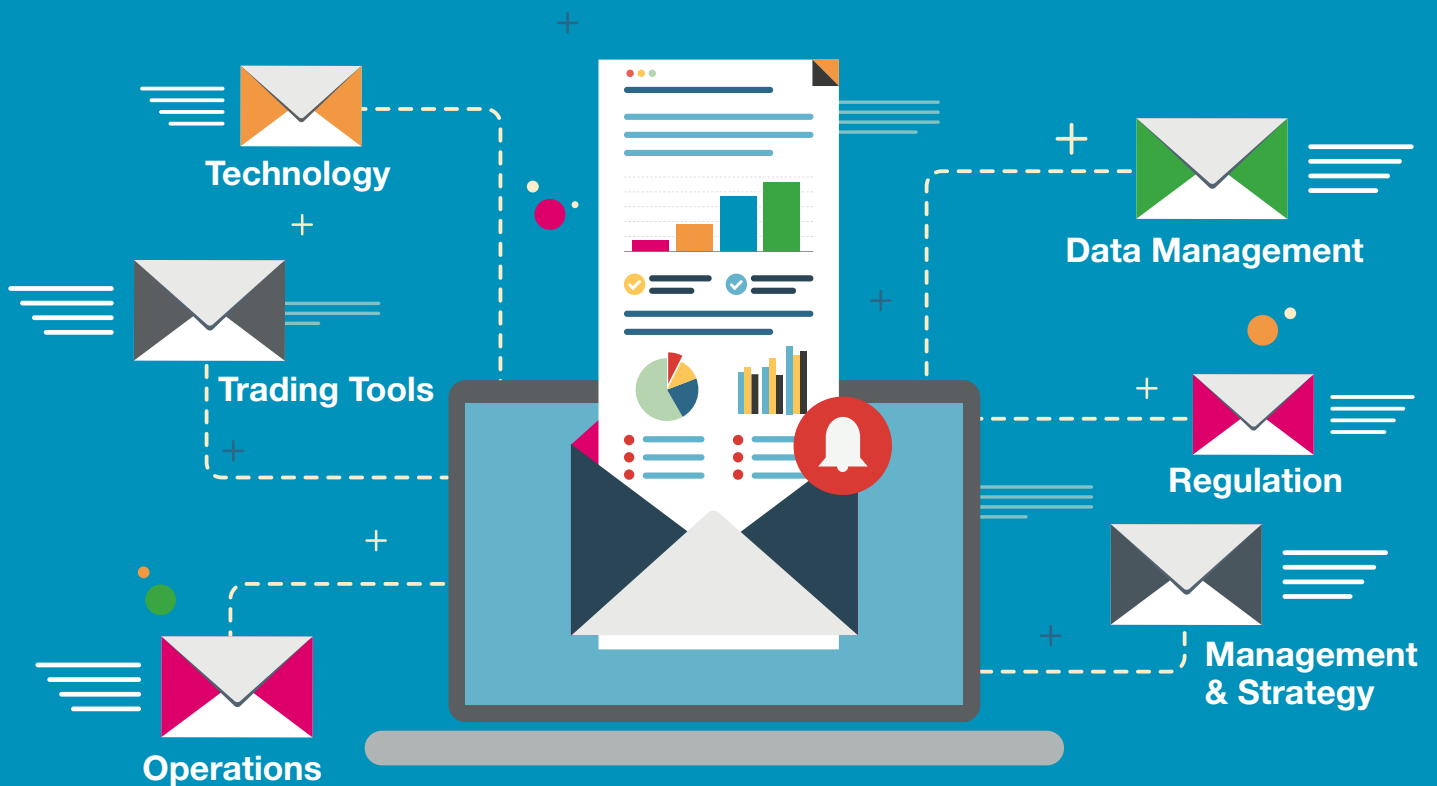 Technology
Trading Tools
Operations
Data Management
Regulation
Management
& Strategy